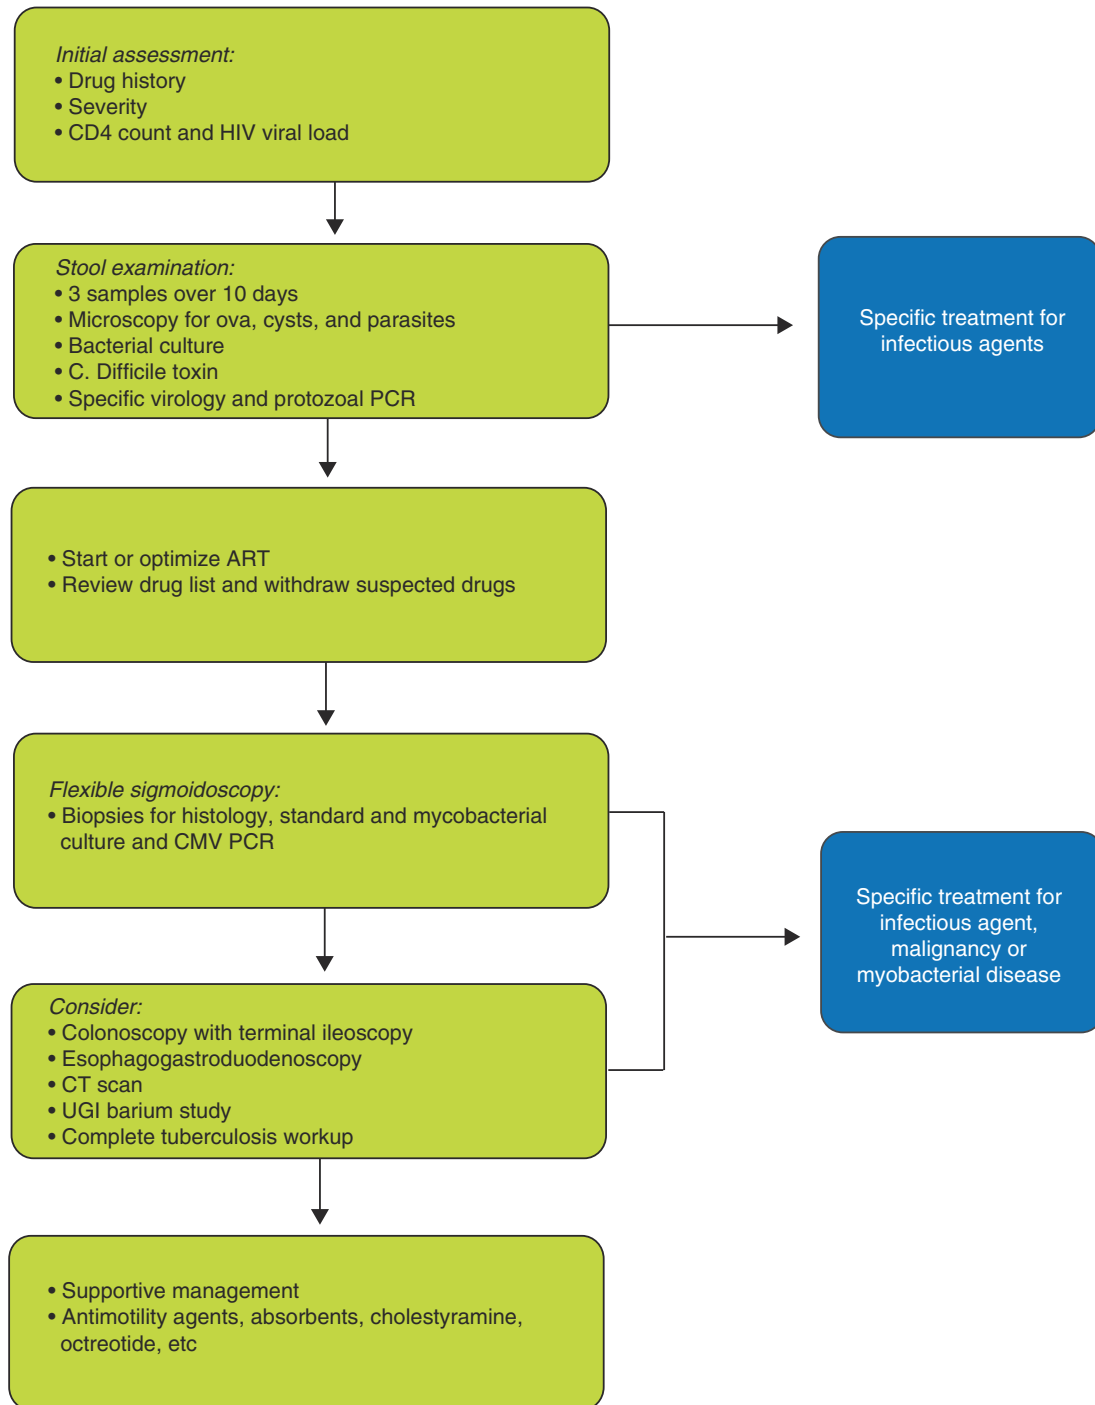 Initial assessment:
• Drug history
• Severity
• CD4 count and HIV viral load
Stool examination:
• 3 samples over 10 days
• Microscopy for ova, cysts, and parasites
• Bacterial culture
• C. Difficile toxin
• Specific virology and protozoal PCR
Specific treatment for
infectious agents
• Start or optimize ART
• Review drug list and withdraw suspected drugs
Flexible sigmoidoscopy:
• Biopsies for histology, standard and mycobacterial
culture and CMV PCR
Specific treatment for
infectious agent,
malignancy or
myobacterial disease
Consider:
• Colonoscopy with terminal ileoscopy
• Esophagogastroduodenoscopy
• CT scan
• UGI barium study
• Complete tuberculosis workup
• Supportive management
• Antimotility agents, absorbents, cholestyramine,
octreotide, etc